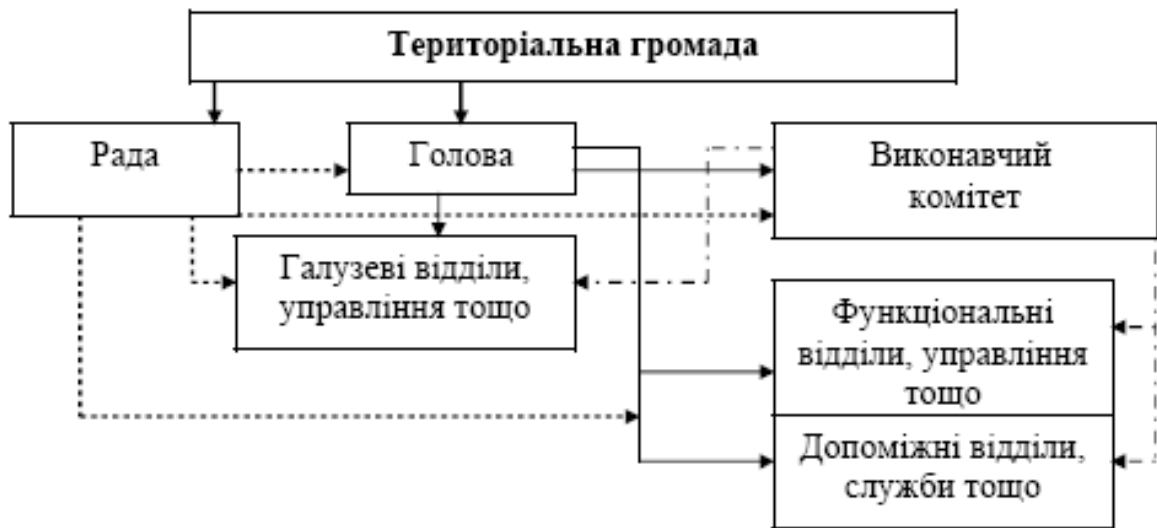 Територіальна громада
Рада
Голова
Виконавчий
комітет
Галузеві відділи,
управління тощо
Функціональні
відділи, управління
тощо
Допоміжні відділи,
служби тощо